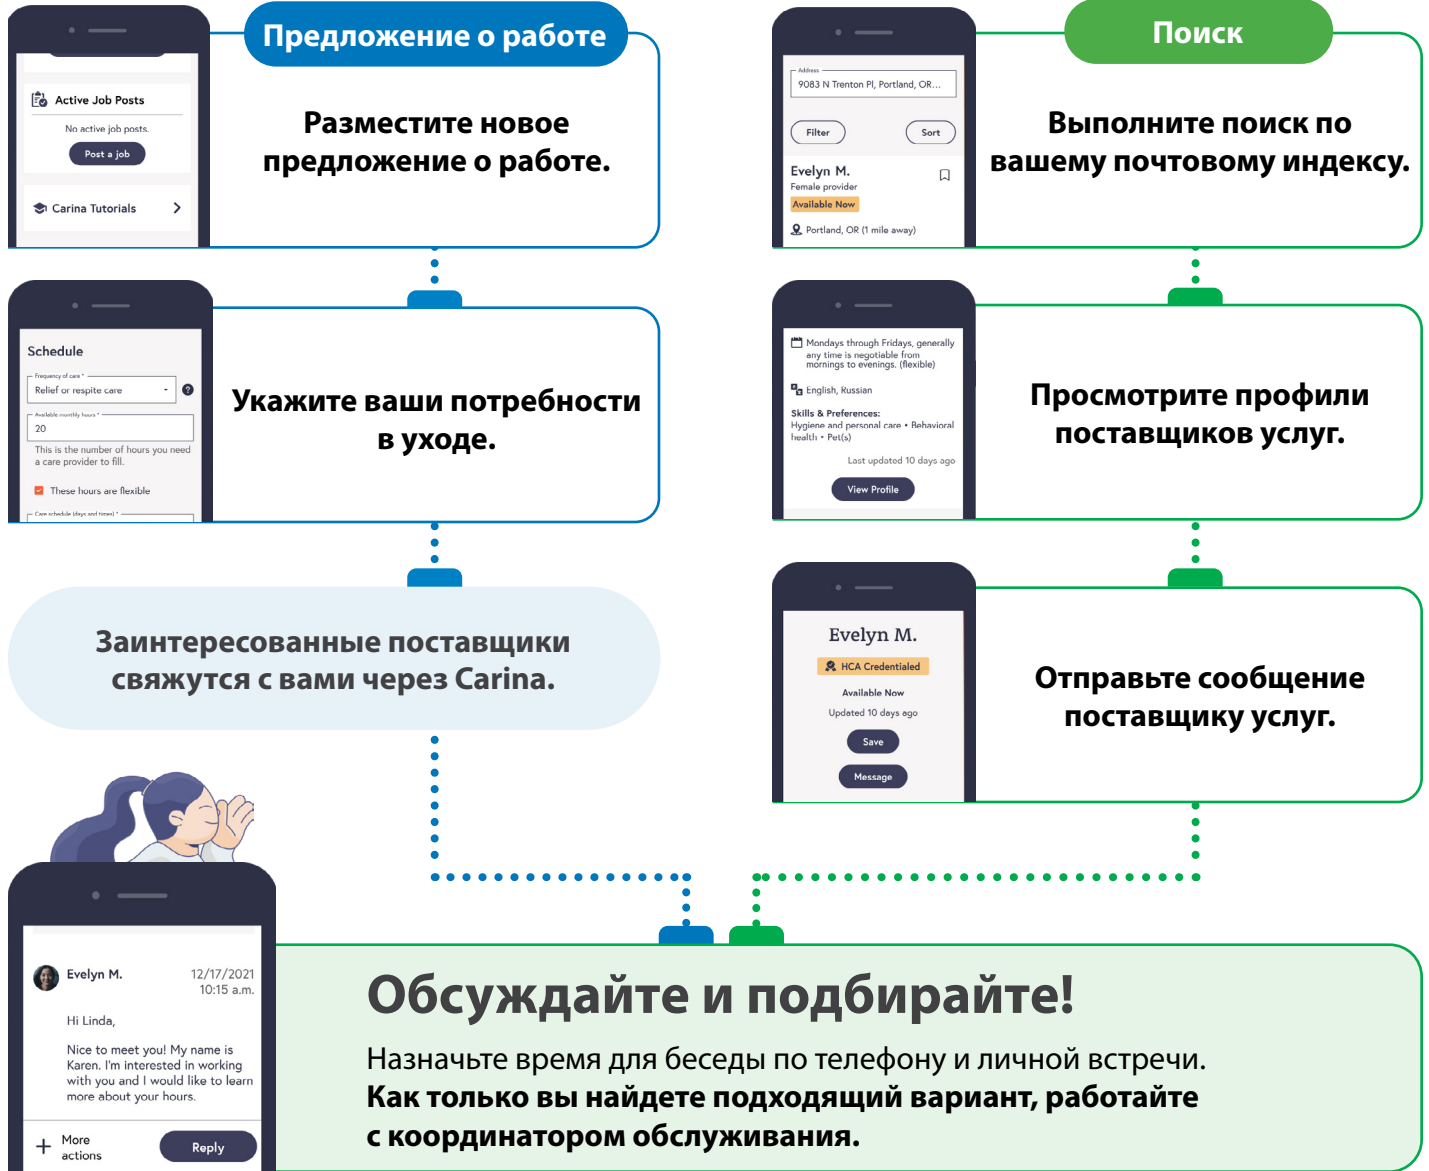 Предложение о работе
Active Job Posts
No active job posts.
Post a job
Carina Tutorials
Разместите новое
предложение о работе.
Schedule
Frequency of care *
Relief or respite care
Available monthly hours *
20
This is the number of hours you need
a care provider to fill.
These hours are flexible
Care schedule (days and times) *
Укажите ваши потребности
в уходе.
Заинтересованные поставщики
свяжутся с вами через Carina.
Поиск
Address
9083 N Trenton Pl, Portland, OR...
Filter
Sort
Evelyn M.
Female provider
Available Now
Portland, OR (1 mile away)
Выполните поиск по
вашему почтовому индексу.
Mondays through Fridays, generally
any time is negotiable from
mornings to evenings. (flexible)
English, Russian
Skills & Preferences:
Hygiene and personal care • Behavioral
health • Pet(s)
Last updated 10 days ago
View Profile
Просмотрите профили
поставщиков услуг.
Evelyn M.
HCA Credentialed
Available Now
Updated 10 days ago
Save
Message
Отправьте сообщение
поставщику услуг.
Evelyn M.
12/17/2021
10:15 a.m.
Hi Linda,
Nice to meet you! My name is
Karen. I'm interested in working
with you and I would like to learn
more about your hours.
More
actions
Reply
Обсуждайте и подбирайте!
Назначьте время для беседы по телефону и личной встречи.
Как только вы найдете подходящий вариант, работайте
с координатором обслуживания.